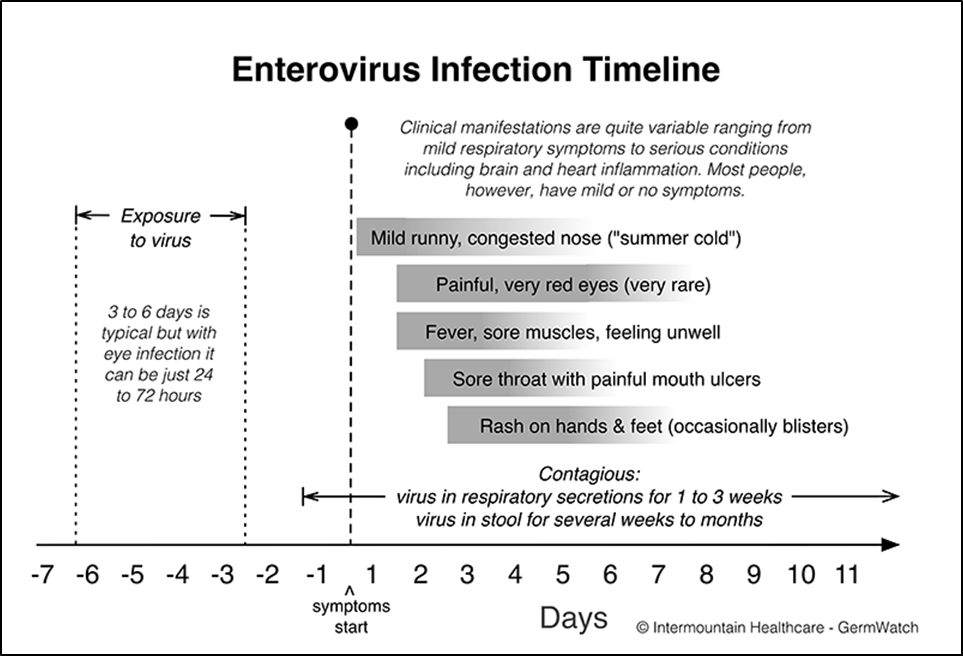 Enterovirus Infection Timeline
Clinical manifestations are quite variable ranging from
mild respiratory symptoms to serious conditions
including brain and heart inflammation. Most people,
however, have mild or no symptoms.
Exposure
to virus
3 to 6 days is
typical but with
eye infection it
can be just 24
to 72 hours
Mild runny, congested nose ("summer cold")
Painful, very red eyes (very rare)
Fever, sore muscles, feeling unwell
Sore throat with painful mouth ulcers
Rash on hands & feet (occasionally blisters)
Contagious:
virus in respiratory secretions for 1 to 3 weeks
virus in stool for several weeks to months
-7 -6 -5 -4 -3 -2 -1 1 2 3 4 5 6 7 8 9 10 11
symptoms
start
Days
© Intermountain Healthcare - GermWatch